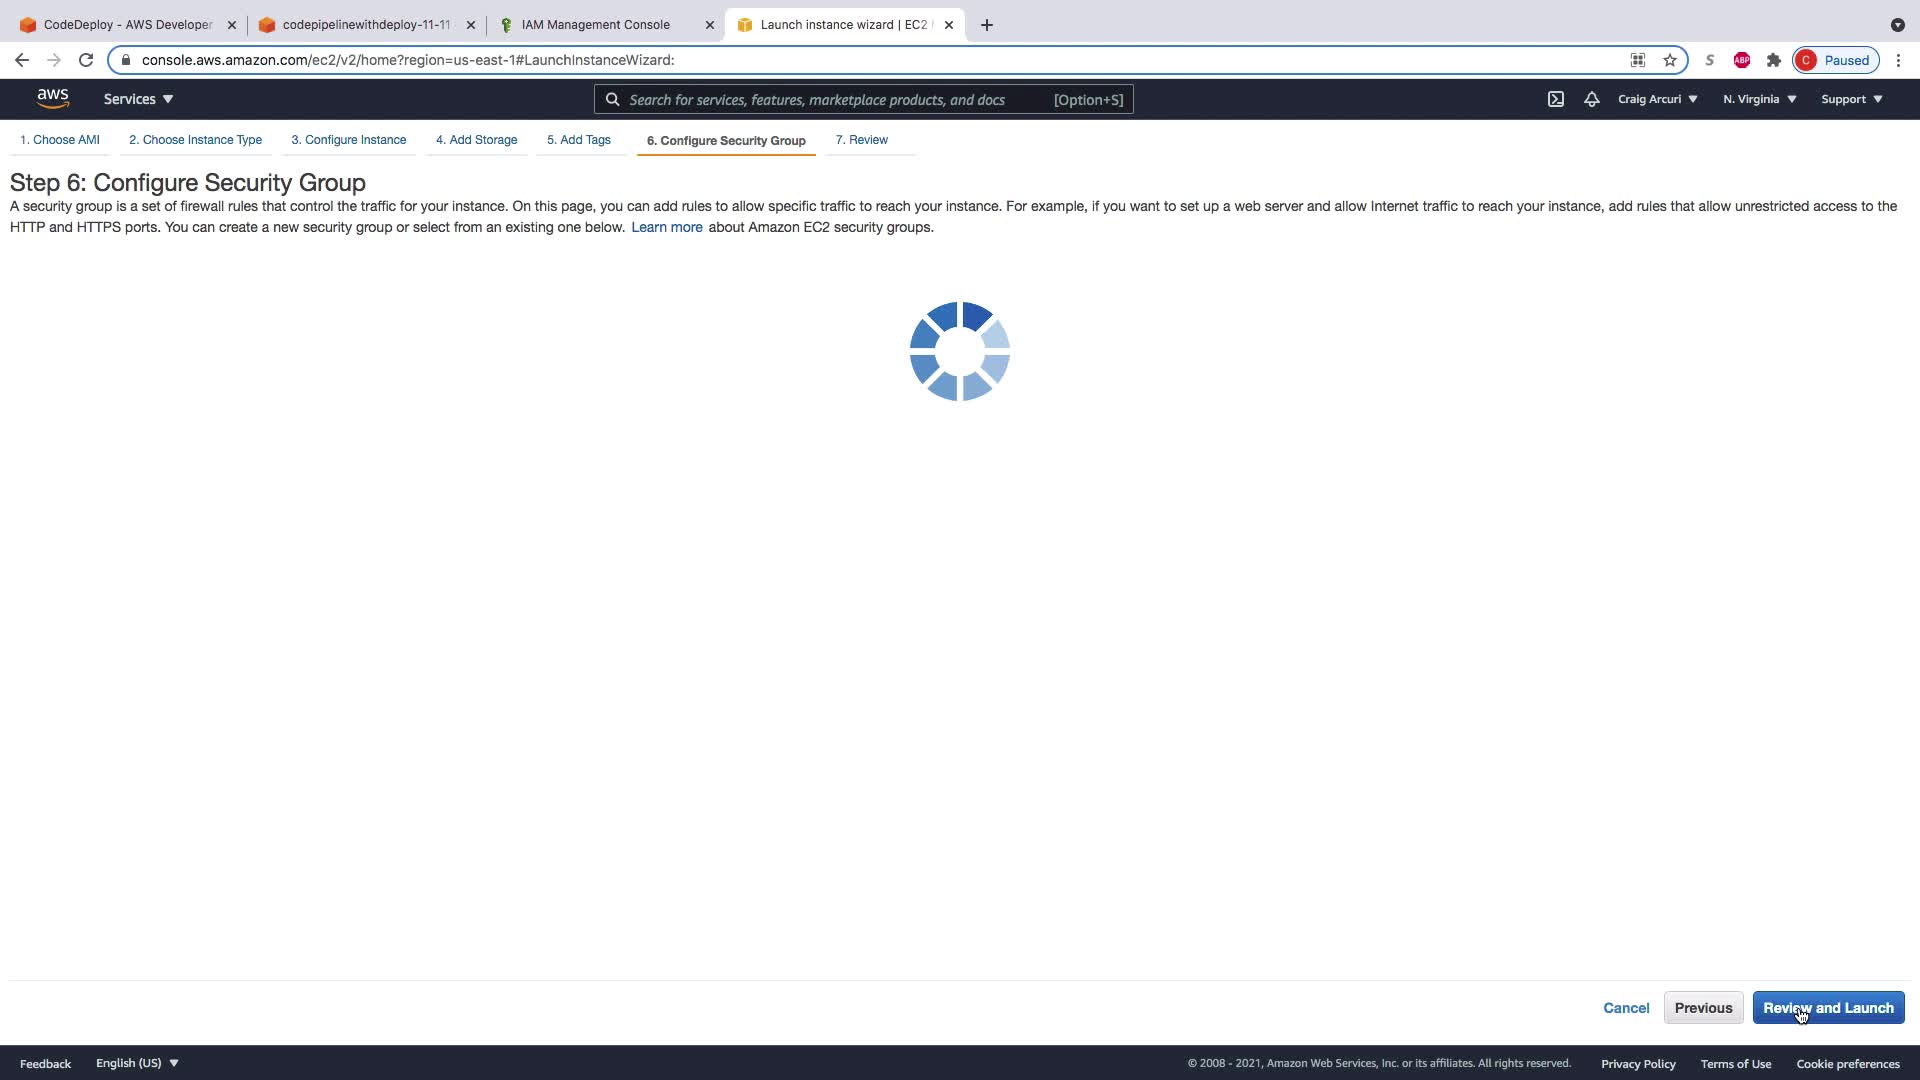 CodeDeploy - AWS Developer
codepipelinewithdeploy-11-11
IAM Management Console
Launch instance wizard | EC2
console.aws.amazon.com/ec2/v2/home?region=us-east-1#LaunchInstanceWizard:
S
ABP
C
Paused
aws
Services
Search for services, features, marketplace products, and docs
[Option+S]
Craig Arcuri
N. Virginia
Support
1. Choose AMI
2. Choose Instance Type
3. Configure Instance
4. Add Storage
5. Add Tags
6. Configure Security Group
7. Review
Step 6: Configure Security Group
A security group is a set of firewall rules that control the traffic for your instance. On this page, you can add rules to allow specific traffic to reach your instance. For example, if you want to set up a web server and allow Internet traffic to reach your instance, add rules that allow unrestricted access to the
HTTP and HTTPS ports. You can create a new security group or select from an existing one below. Learn more about Amazon EC2 security groups.
Cancel
Previous
Review and Launch
Feedback
English (US)
© 2008 - 2021, Amazon Web Services, Inc. or its affiliates. All rights reserved.
Privacy Policy
Terms of Use
Cookie preferences